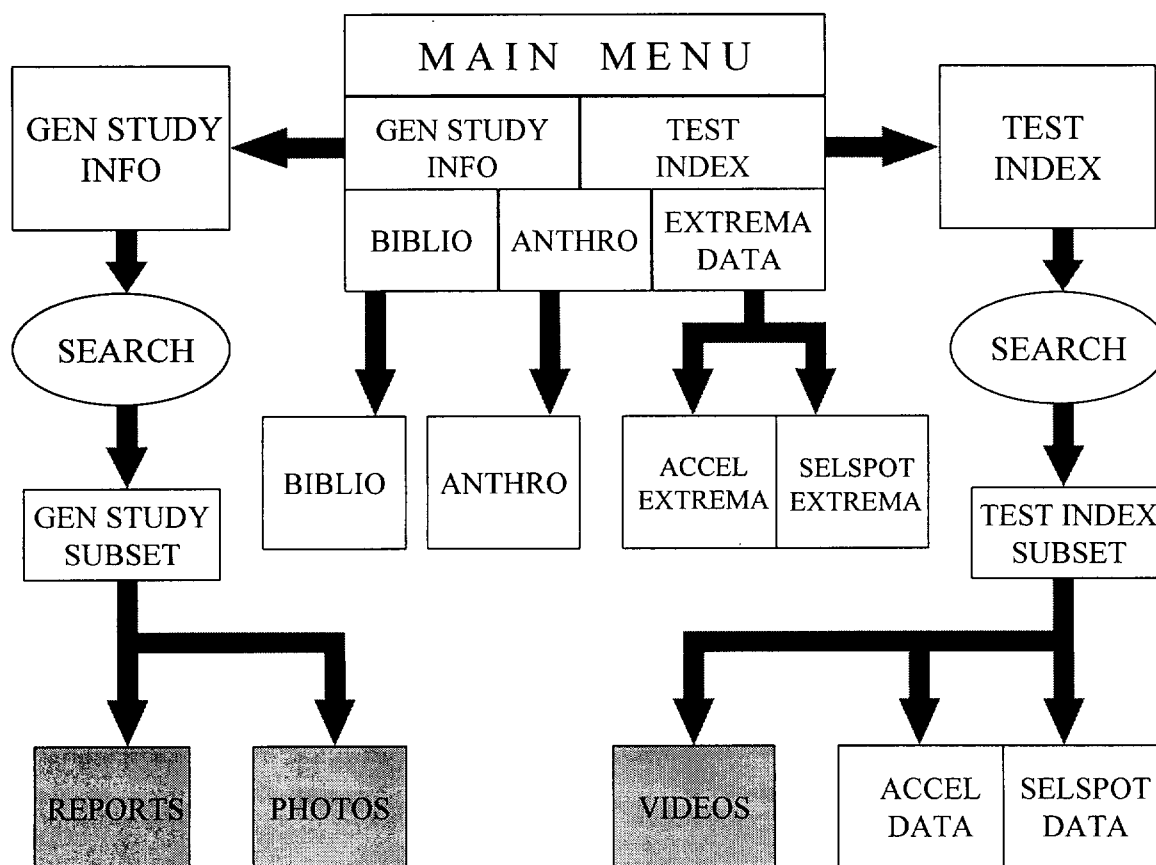 MAIN MENU
GEN STUDY
INFO
GEN STUDY
INFO
TEST
INDEX
TEST
INDEX
BIBLIO
ANTHRO
EXTREMA
DATA
SEARCH
SEARCH
BIBLIO
ANTHRO
ACCEL
EXTREMA
SELSPOT
EXTREMA
GEN STUDY
SUBSET
TEST INDEX
SUBSET
REPORTS
PHOTOS
VIDEOS
ACCEL
DATA
SELSPOT
DATA